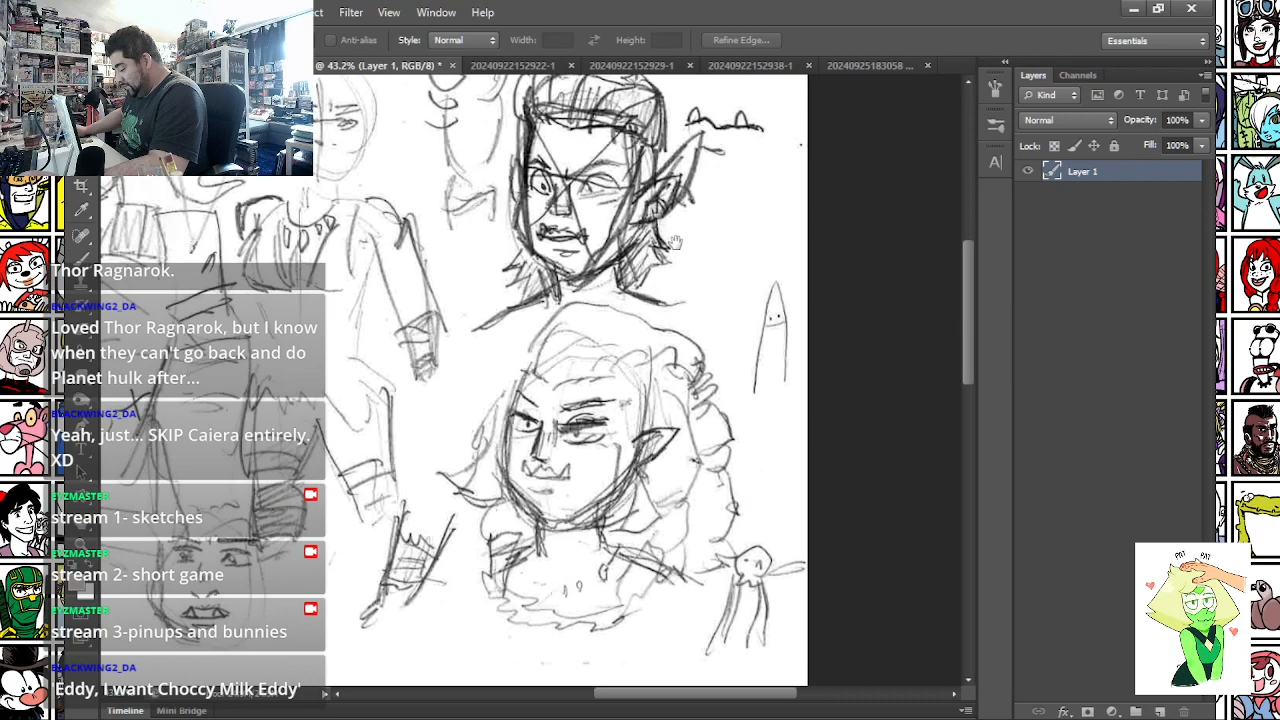 ct Filter View Window Help
Anti-alias Style: Normal Width: Height: Refine Edge... Essentials
@ 43.2% (Layer 1, RGB/8) * × 20240922152922-1 × 20240922152929-1 × 20240922152938-1 × 20240925183058 ... ×
Layers Channels
Kind
Normal Opacity: 100%
Lock: Fill:
Layer 1
Thor Ragnarok.
BLACKWING2_DA
Loved Thor Ragnarok, but I know
when they can't go back and do
Planet hulk after...
BLACKWING2_DA
Yeah, just... SKIP Caiera entirely.
XD
EYZMASTER
stream 1- sketches
EYZMASTER
stream 2- short game
EYZMASTER
stream 3-pinups and bunnies
BLACKWING2_DA
'Eddy, I want Choccy Milk Eddy'
Timeline Mini Bridge